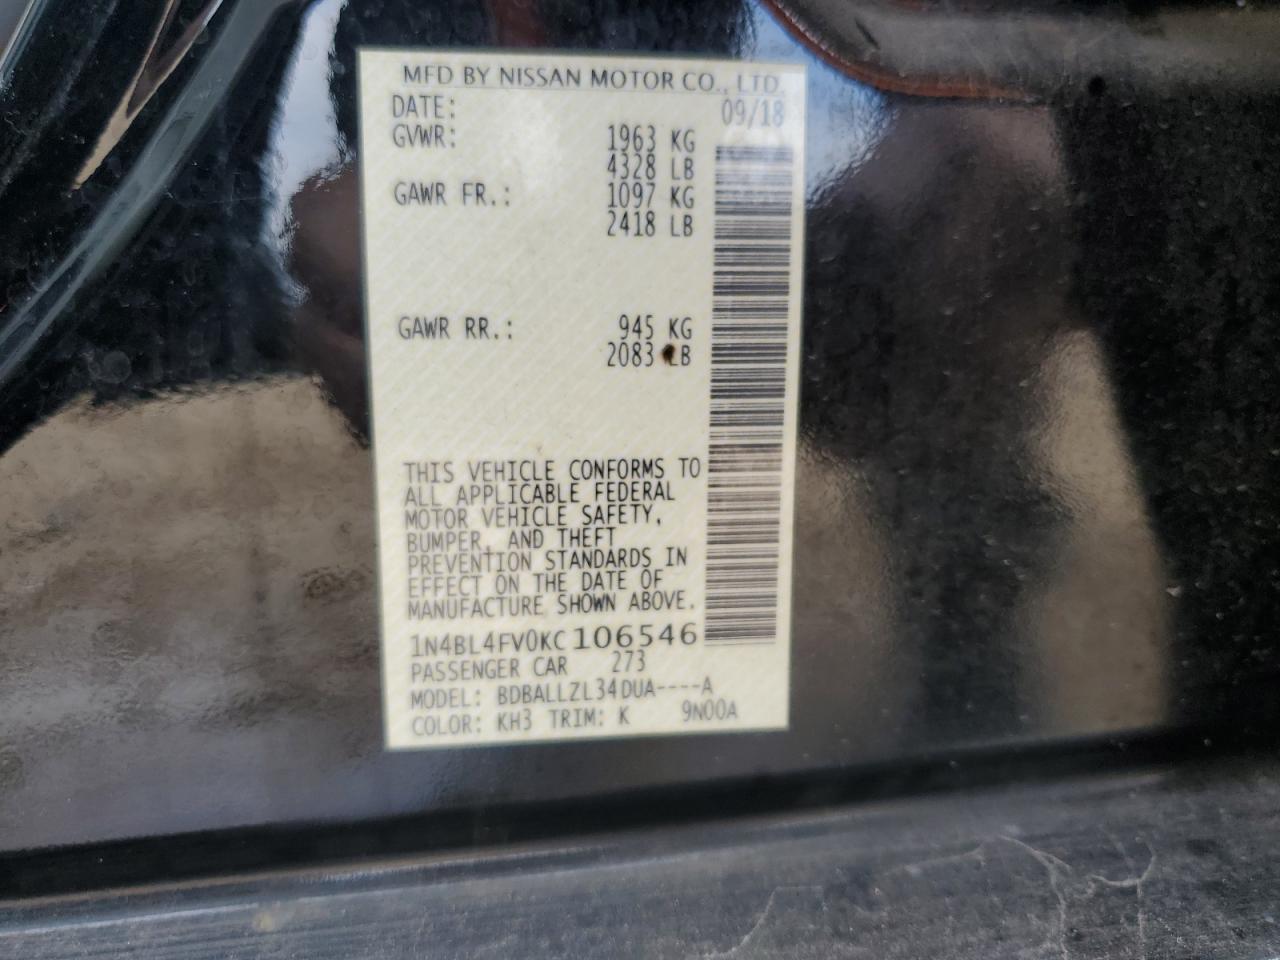 MFD BY NISSAN MOTOR CO., LTD.
DATE: 09/18
GVWR: 1963 KG
4328 LB
GAWR FR.: 1097 KG
2418 LB
GAWR RR.: 945 KG
2083 LB
THIS VEHICLE CONFORMS TO
ALL APPLICABLE FEDERAL
MOTOR VEHICLE SAFETY,
BUMPER, AND THEFT
PREVENTION STANDARDS IN
EFFECT ON THE DATE OF
MANUFACTURE SHOWN ABOVE.
1N4BL4FV0KC106546
PASSENGER CAR 273
MODEL: BDBALLZL34DUA----A
COLOR: KH3 TRIM: K 9N00A